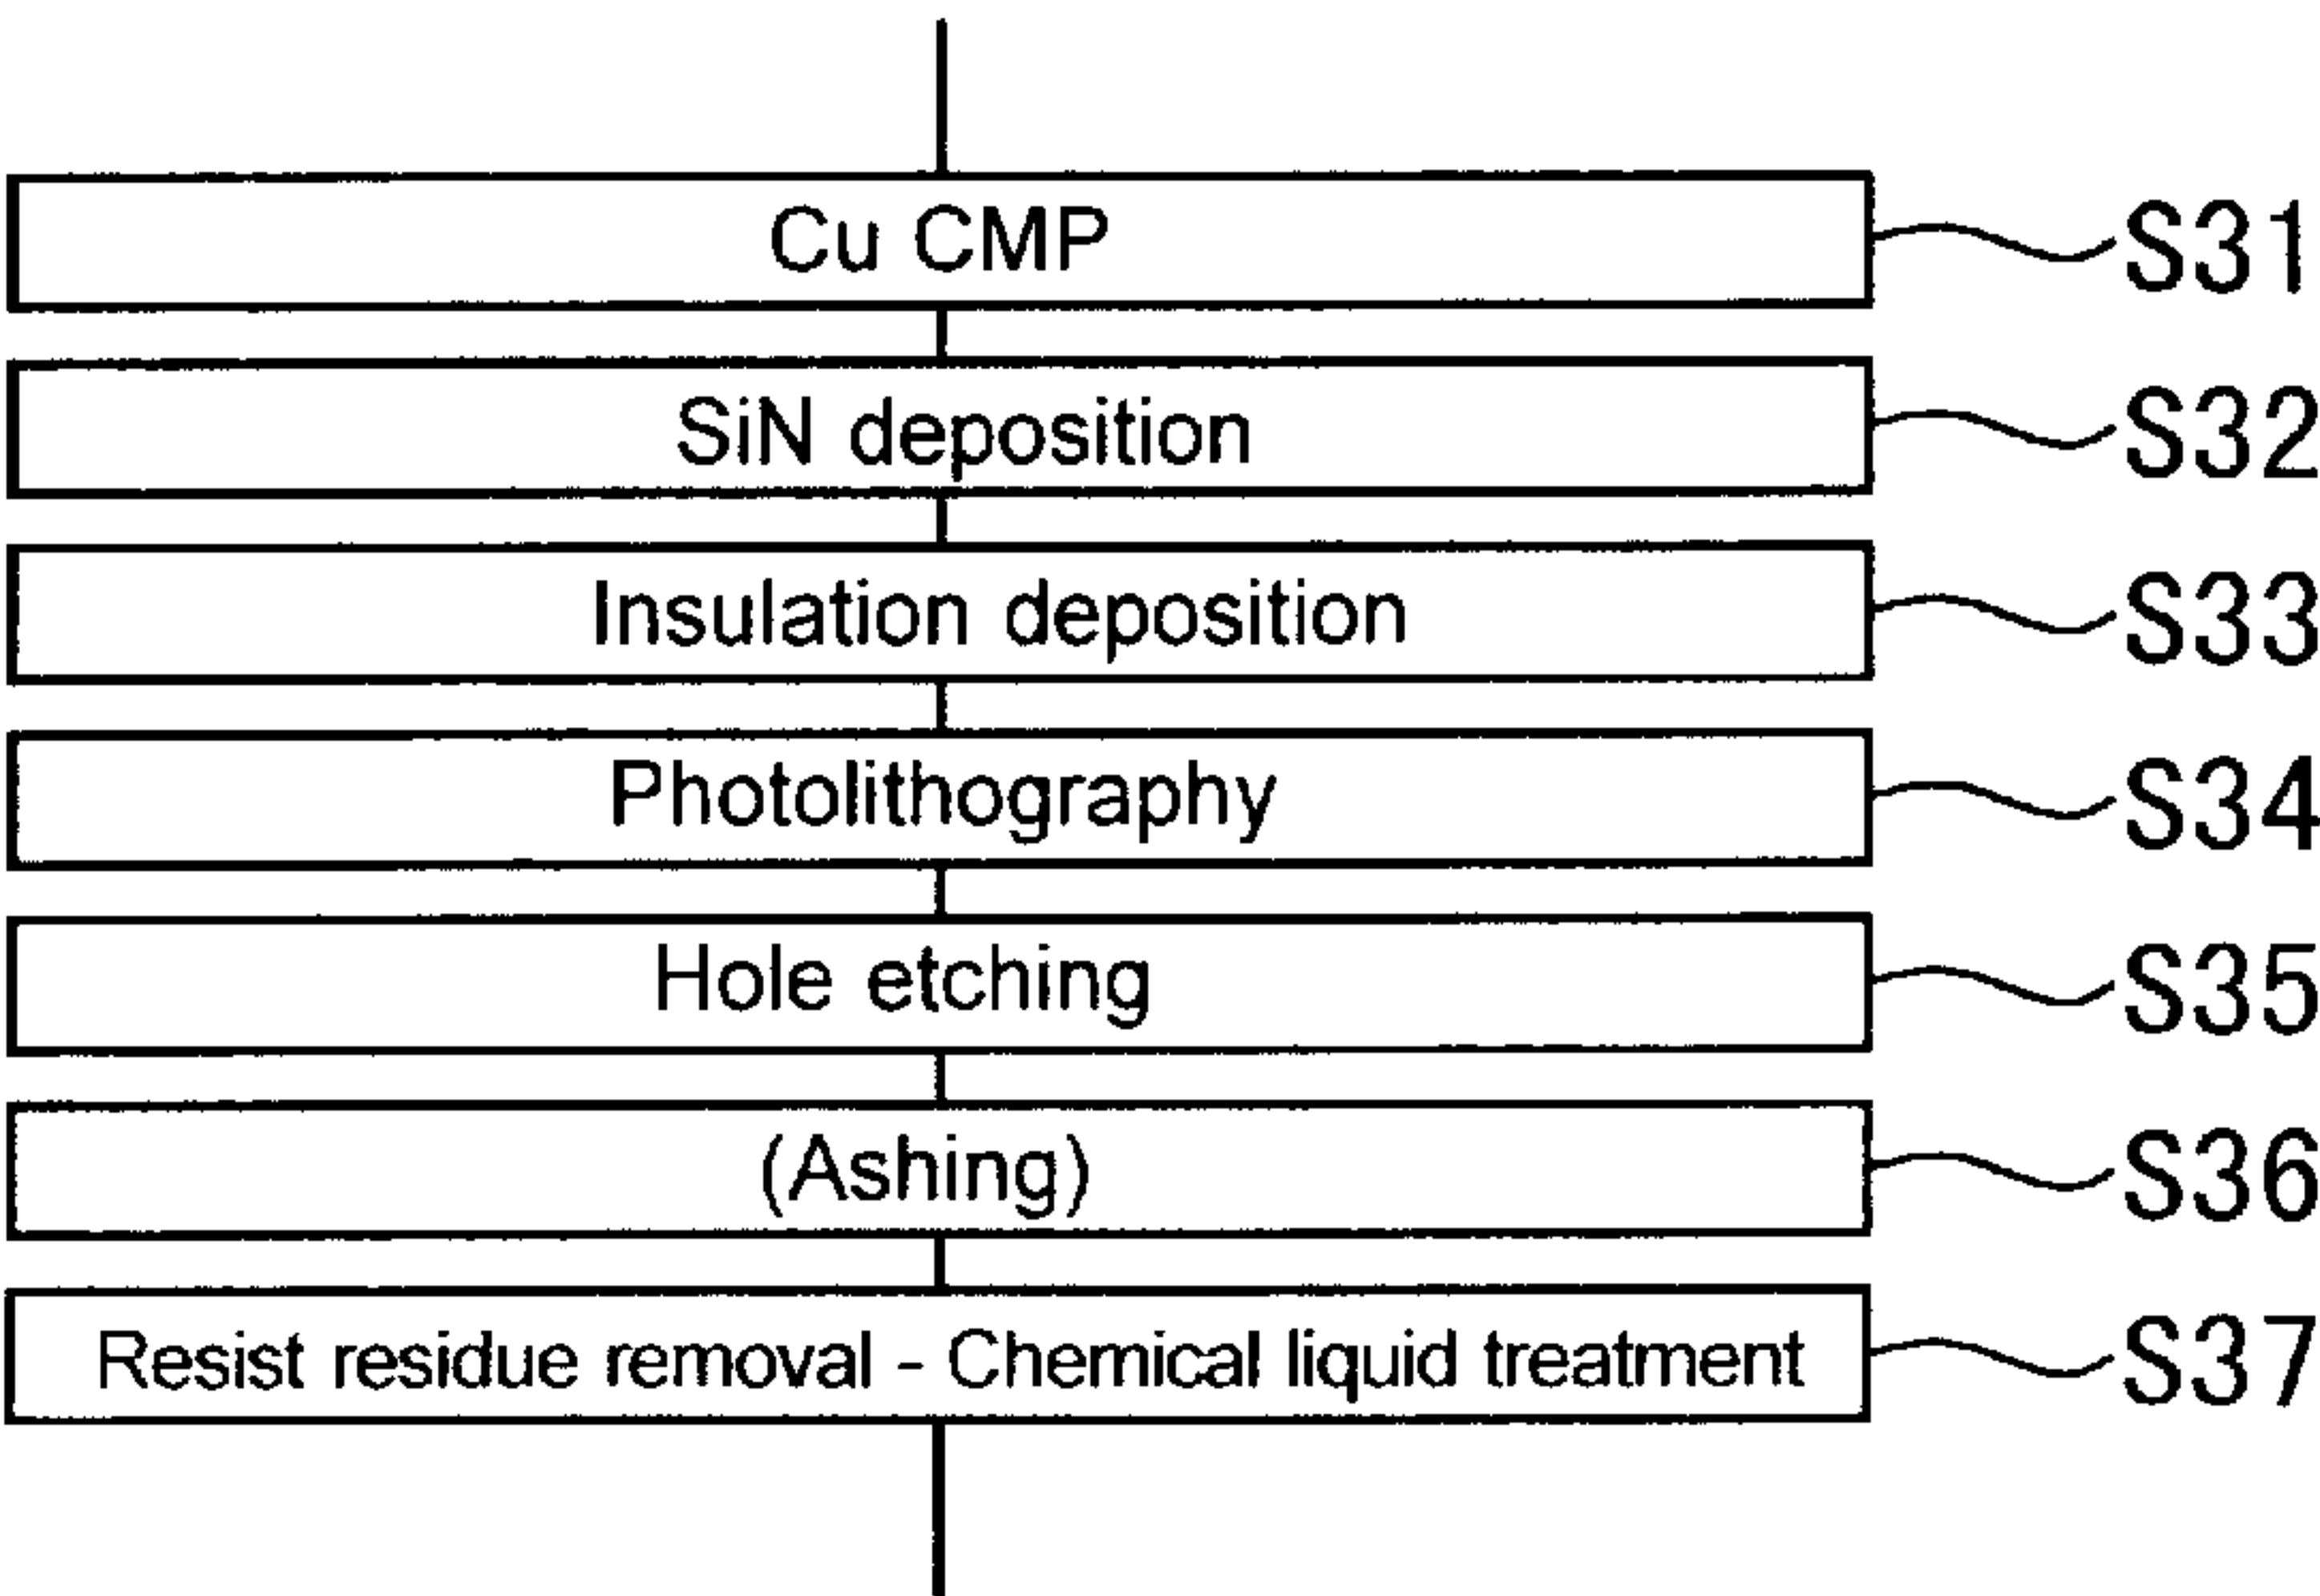 Cu CMP S31
SiN deposition S32
Insulation deposition S33
Photolithography S34
Hole etching S35
(Ashing) S36
Resist residue removal - Chemical liquid treatment S37